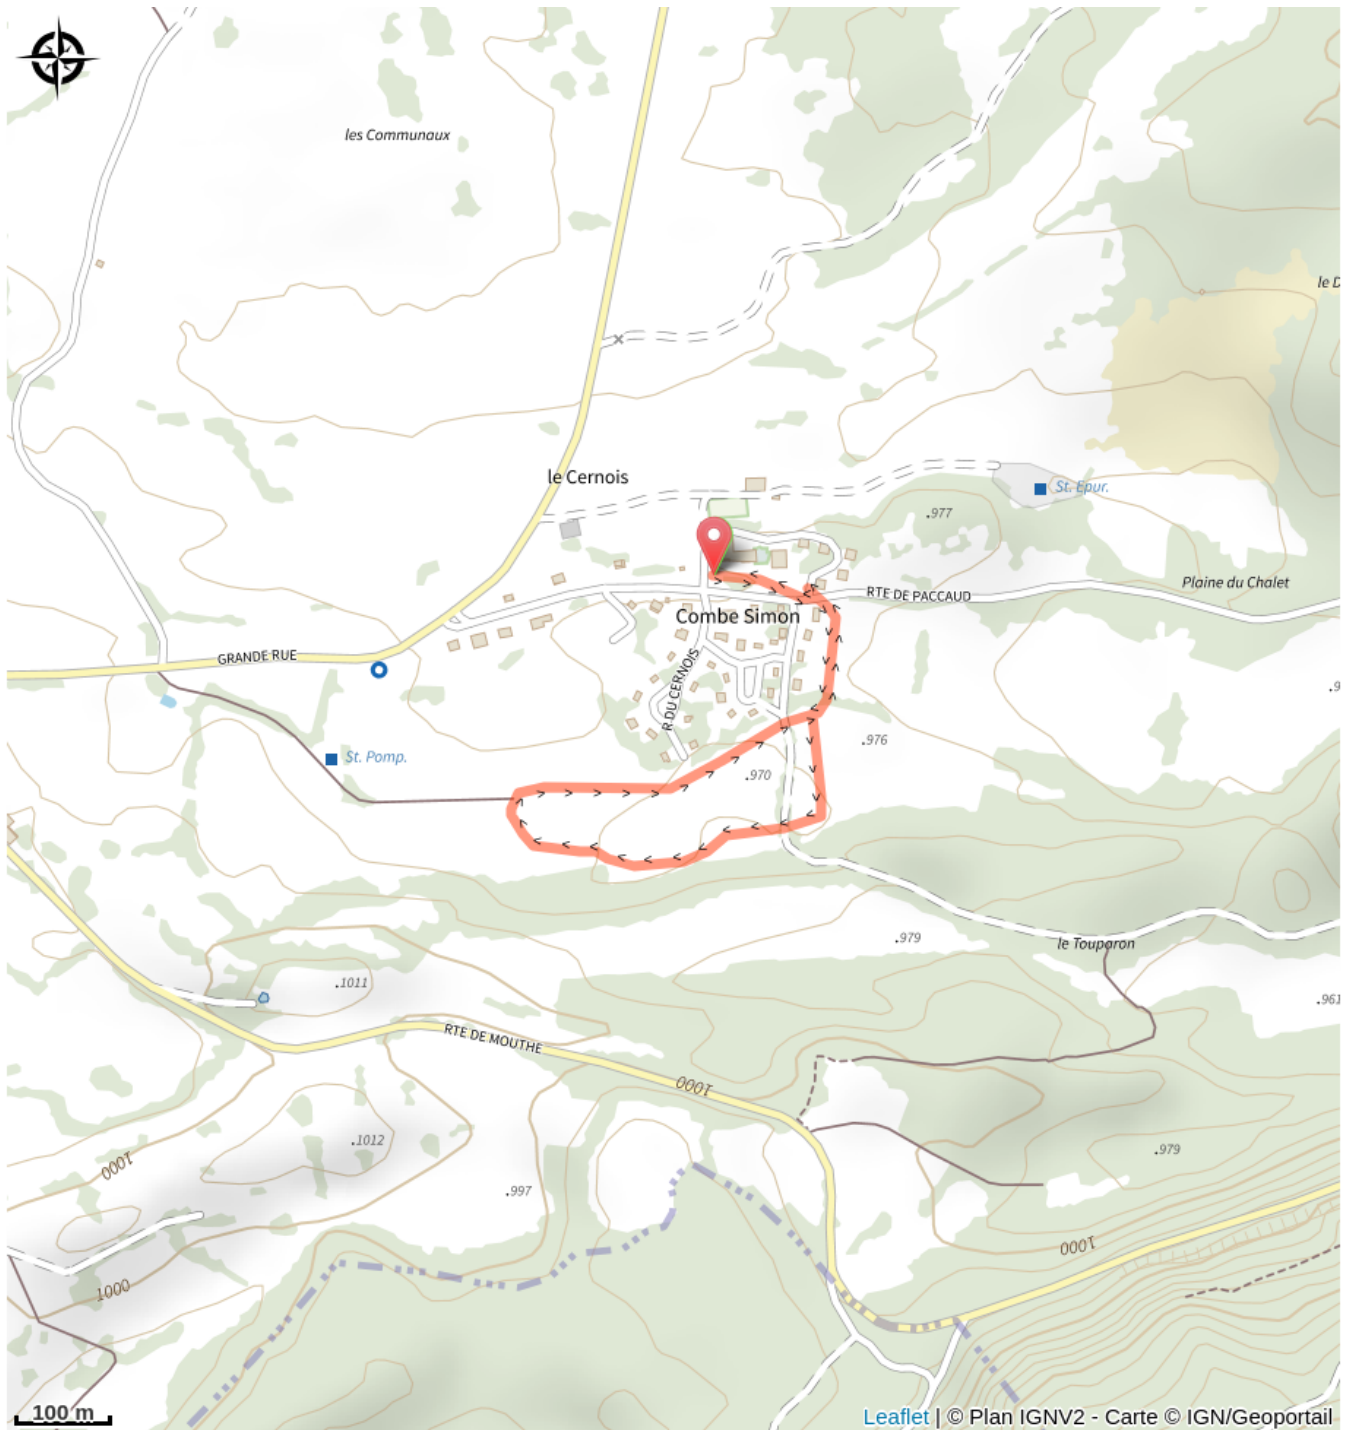 les Communaux
le D
le Cernois
St. Epur.
.977
Plaine du Chalet
RTE DE PACCAUD
Combe Simon
GRANDE RUE
R DU CERNOIS
.9
St. Pomp.
.976
.970
.979
le Touparon
.1011
.961
RTE DE MOUTHE
1000
.1012
.979
1000
.997
1000
1000
100 m
Leaflet | © Plan IGNV2 - Carte © IGN/Geoportail